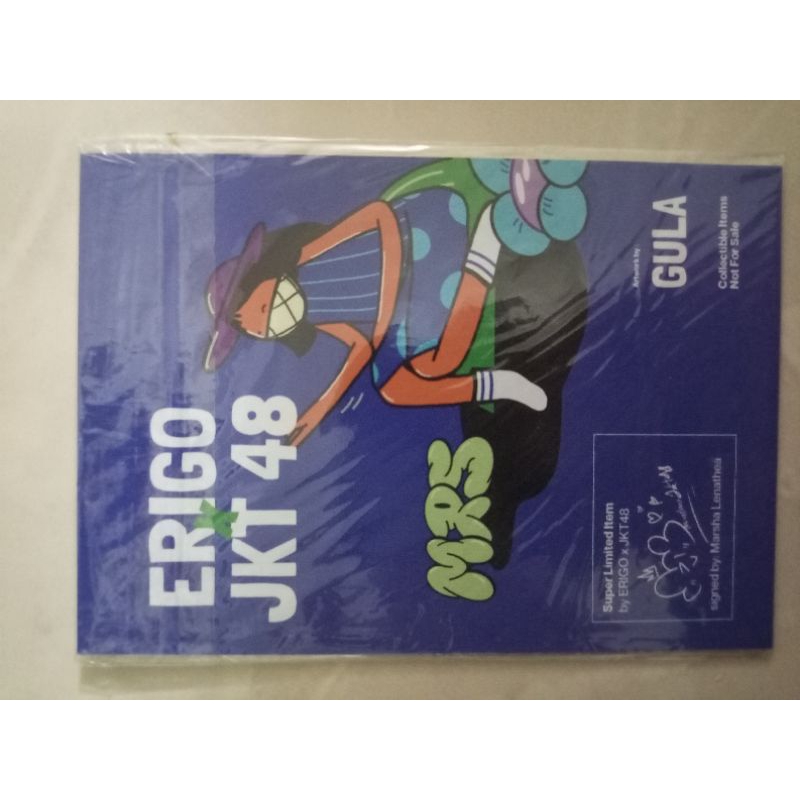 ERIGO
X
JKT 48
MRS
Artwork by :
GULA
Collectible Items
Not For Sale
Super Limited Item
by ERIGO x JKT48
signed by: Marsha Lenathea